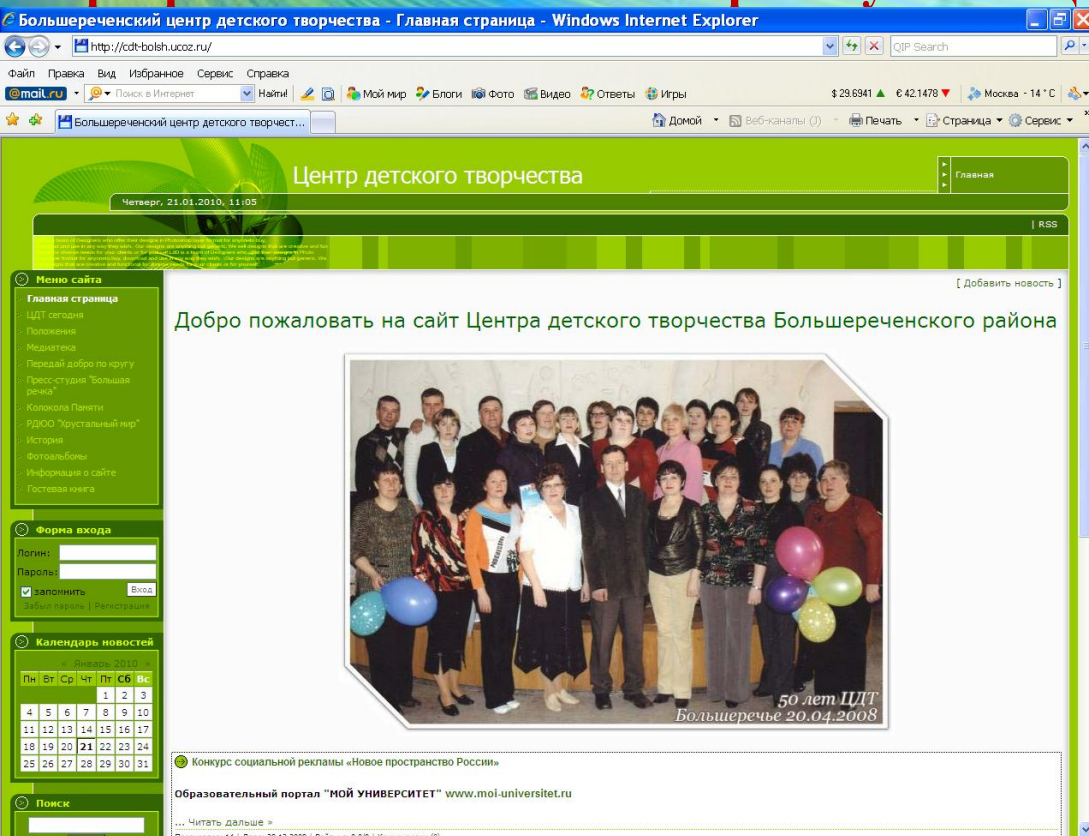 Большереченский центр детского творчества - Главная страница - Windows Internet Explorer
http://cdt-bolsh.ucoz.ru/
QIP Search
Файл Правка Вид Избранное Сервис Справка
@mail.ru Поиск в Интернет Найти! Мой мир Блоги Фото Видео Ответы Игры $ 29.6941 ▲ € 42.1478 ▼ Москва - 14 °C
Большереченский центр детского творчест... Домой Веб-каналы (J) Печать Страница Сервис
Центр детского творчества
Главная
Четверг, 21.01.2010, 11:05
| RSS
Меню сайта
Главная страница
ЦДТ сегодня
Положения
Медиатека
Передай добро по кругу
Пресс-студия "Большая
речка"
Колокола Памяти
РДЮО "Хрустальный мир"
История
Фотоальбомы
Информация о сайте
Гостевая книга
Форма входа
Логин:
Пароль:
запомнить Вход
Забыл пароль | Регистрация
Календарь новостей
« Январь 2010 »
Пн Вт Ср Чт Пт Сб Вс
1 2 3
4 5 6 7 8 9 10
11 12 13 14 15 16 17
18 19 20 21 22 23 24
25 26 27 28 29 30 31
Поиск
[ Добавить новость ]
Добро пожаловать на сайт Центра детского творчества Большереченского района
50 лет ЦДТ
Большеречье 20.04.2008
Конкурс социальной рекламы «Новое пространство России»
Образовательный портал "МОЙ УНИВЕРСИТЕТ" www.moi-universitet.ru
... Читать дальше »